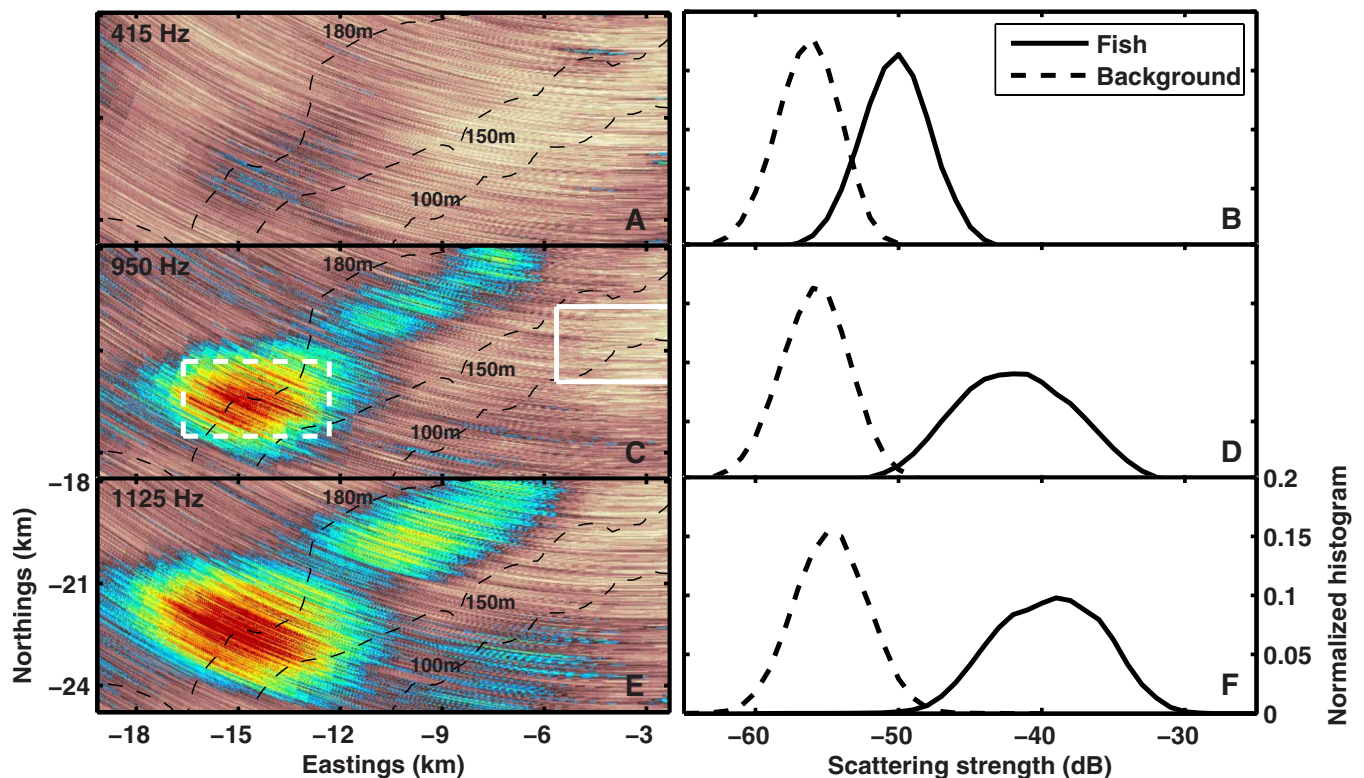 415 Hz
180m
150m
100m
A
Fish
Background
B
950 Hz
180m
150m
100m
C
D
1125 Hz
180m
150m
100m
E
F
−18
−21
−24
Northings (km)
−18 −15 −12 −9 −6 −3
Eastings (km)
−60 −50 −40 −30
Scattering strength (dB)
0.2
0.15
0.1
0.05
0
Normalized histogram